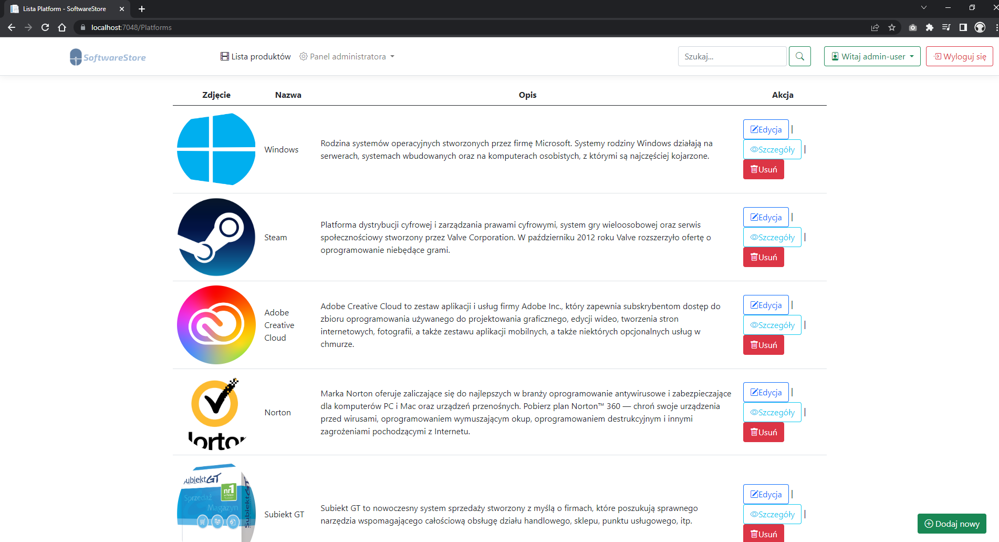 Lista Platform - SoftwareStore
localhost:7048/Platforms
SoftwareStore
Lista produktów
Panel administratora
Szukaj...
Witaj admin-user
Wyloguj się
Zdjęcie
Nazwa
Opis
Akcja
Windows
Rodzina systemów operacyjnych stworzonych przez firmę Microsoft. Systemy rodziny Windows działają na
serwerach, systemach wbudowanych oraz na komputerach osobistych, z którymi są najczęściej kojarzone.
Edycja |
Szczegóły |
Usuń
Steam
Platforma dystrybucji cyfrowej i zarządzania prawami cyfrowymi, system gry wieloosobowej oraz serwis
społecznościowy stworzony przez Valve Corporation. W październiku 2012 roku Valve rozszerzyło ofertę o
oprogramowanie niebędące grami.
Edycja |
Szczegóły |
Usuń
Adobe
Creative
Cloud
Adobe Creative Cloud to zestaw aplikacji i usług firmy Adobe Inc., który zapewnia subskrybentom dostęp do
zbioru oprogramowania używanego do projektowania graficznego, edycji wideo, tworzenia stron
internetowych, fotografii, a także zestawu aplikacji mobilnych, a także niektórych opcjonalnych usług w
chmurze.
Edycja |
Szczegóły |
Usuń
Norton
Norton
Marka Norton oferuje zaliczające się do najlepszych w branży oprogramowanie antywirusowe i zabezpieczające
dla komputerów PC i Mac oraz urządzeń przenośnych. Pobierz plan Norton™ 360 — chroń swoje urządzenia
przed wirusami, oprogramowaniem wymuszającym okup, oprogramowaniem destrukcyjnym i innymi
zagrożeniami pochodzącymi z Internetu.
Edycja |
Szczegóły |
Usuń
Subiekt GT
nr1
w Polsce
Sprzedaż
Magazyn
Subiekt GT
Subiekt GT
Subiekt GT to nowoczesny system sprzedaży stworzony z myślą o firmach, które poszukują sprawnego
narzędzia wspomagającego całościową obsługę działu handlowego, sklepu, punktu usługowego, itp.
Edycja |
Szczegóły |
Usuń
Dodaj nowy